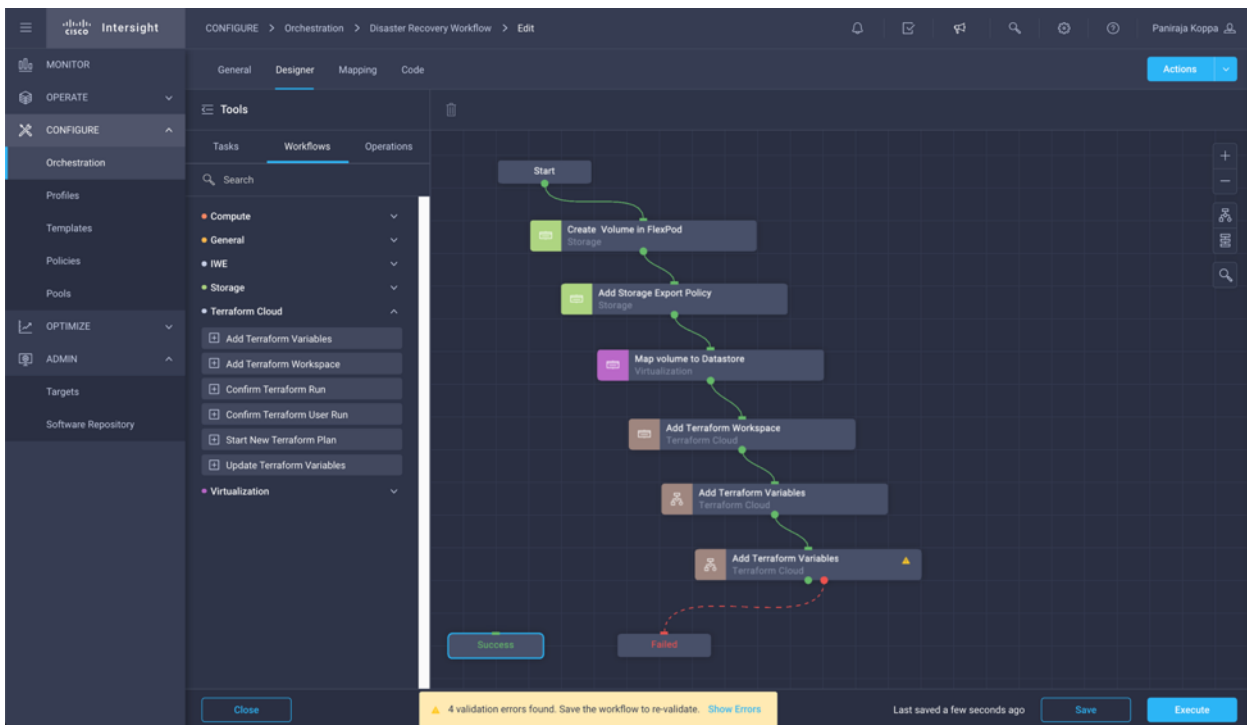 cisco Intersight
CONFIGURE > Orchestration > Disaster Recovery Workflow > Edit
Paniraja Koppa
MONITOR
OPERATE
CONFIGURE
Orchestration
Profiles
Templates
Policies
Pools
OPTIMIZE
ADMIN
Targets
Software Repository
General Designer Mapping Code
Actions
Tools
Tasks Workflows Operations
Search
Compute
General
IWE
Storage
Terraform Cloud
Add Terraform Variables
Add Terraform Workspace
Confirm Terraform Run
Confirm Terraform User Run
Start New Terraform Plan
Update Terraform Variables
Virtualization
Start
Create Volume in FlexPod
Storage
Add Storage Export Policy
Storage
Map volume to Datastore
Virtualization
Add Terraform Workspace
Terraform Cloud
Add Terraform Variables
Terraform Cloud
Add Terraform Variables
Terraform Cloud
Success
Failed
Close
4 validation errors found. Save the workflow to re-validate. Show Errors
Last saved a few seconds ago
Save
Execute